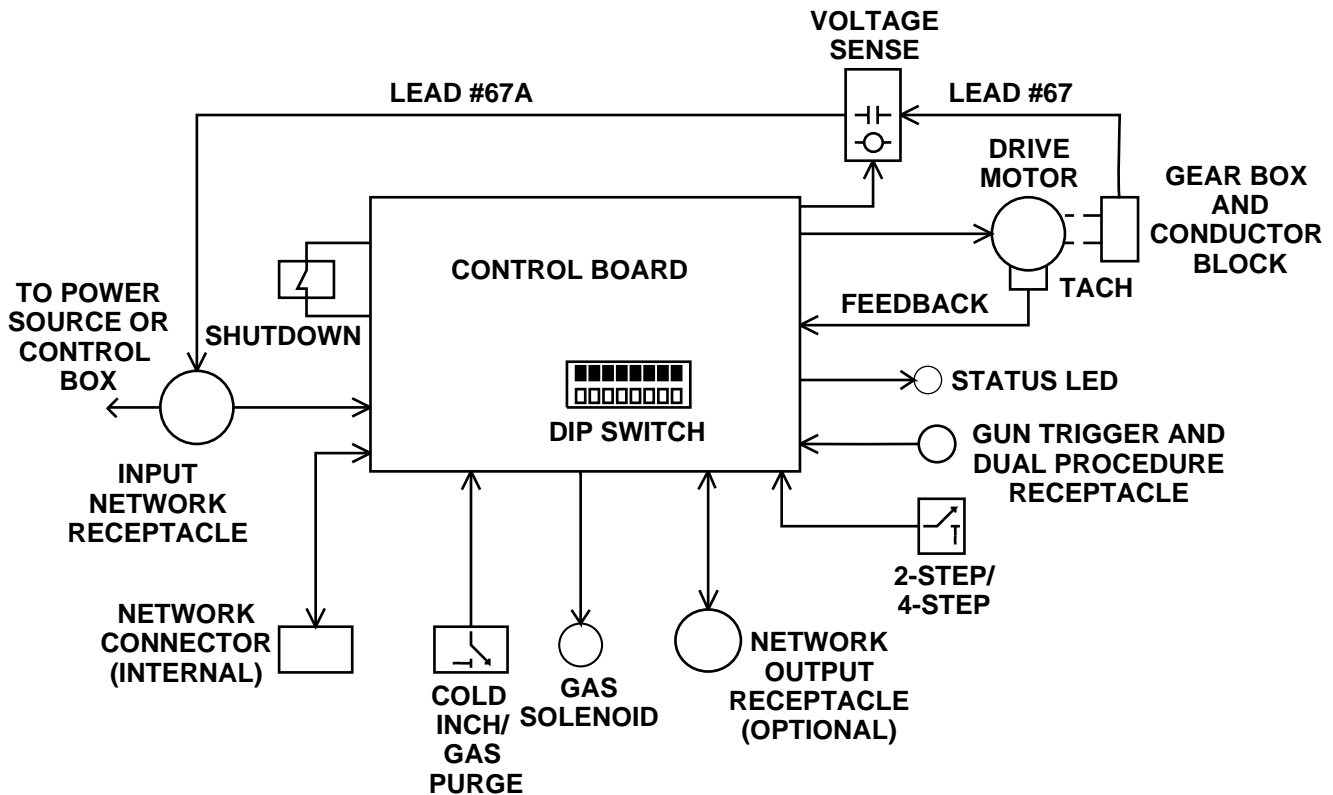 VOLTAGE
SENSE
LEAD #67A
LEAD #67
DRIVE
MOTOR
GEAR BOX
AND
CONDUCTOR
BLOCK
CONTROL BOARD
TACH
FEEDBACK
TO POWER
SOURCE OR
CONTROL
BOX
SHUTDOWN
STATUS LED
DIP SWITCH
GUN TRIGGER AND
DUAL PROCEDURE
RECEPTACLE
INPUT
NETWORK
RECEPTACLE
2-STEP/
4-STEP
NETWORK
CONNECTOR
(INTERNAL)
COLD
INCH/
GAS
PURGE
GAS
SOLENOID
NETWORK
OUTPUT
RECEPTACLE
(OPTIONAL)